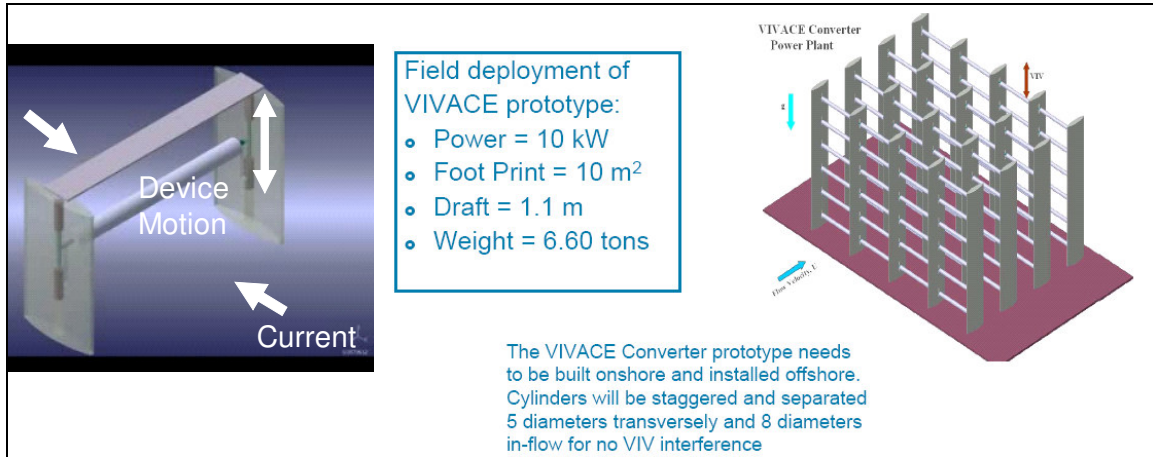 Device
Motion
Current
Field deployment of
VIVACE prototype:
Power = 10 kW
Foot Print = 10 m²
Draft = 1.1 m
Weight = 6.60 tons
VIVACE Converter
Power Plant
VIV
g
Flow Velocity, U
The VIVACE Converter prototype needs
to be built onshore and installed offshore.
Cylinders will be staggered and separated
5 diameters transversely and 8 diameters
in-flow for no VIV interference